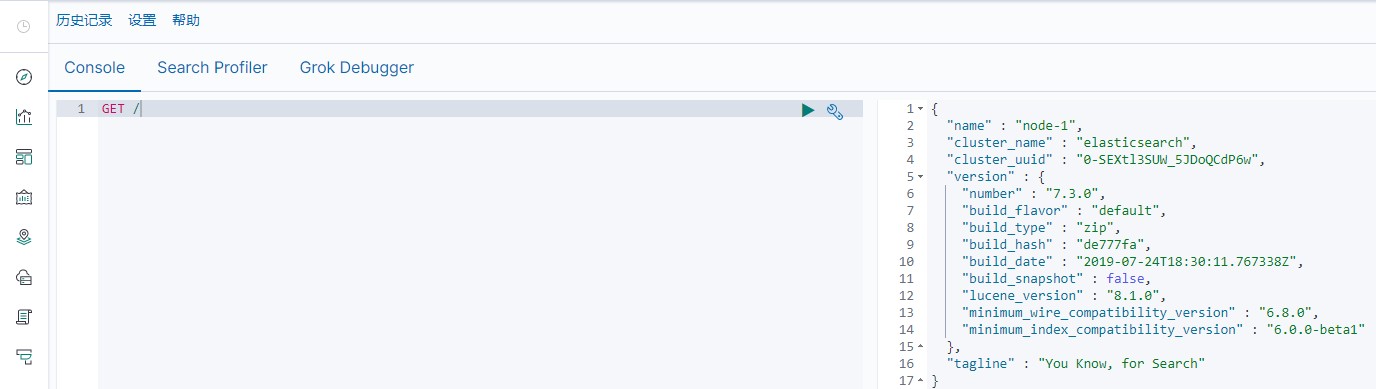 历史记录 设置 帮助
Console Search Profiler Grok Debugger
1 GET /
1 {
2 "name" : "node-1",
3 "cluster_name" : "elasticsearch",
4 "cluster_uuid" : "0-SEXtl3SUW_5JDoQCdP6w",
5 "version" : {
6 "number" : "7.3.0",
7 "build_flavor" : "default",
8 "build_type" : "zip",
9 "build_hash" : "de777fa",
10 "build_date" : "2019-07-24T18:30:11.767338Z",
11 "build_snapshot" : false,
12 "lucene_version" : "8.1.0",
13 "minimum_wire_compatibility_version" : "6.8.0",
14 "minimum_index_compatibility_version" : "6.0.0-beta1"
15 },
16 "tagline" : "You Know, for Search"
17 }